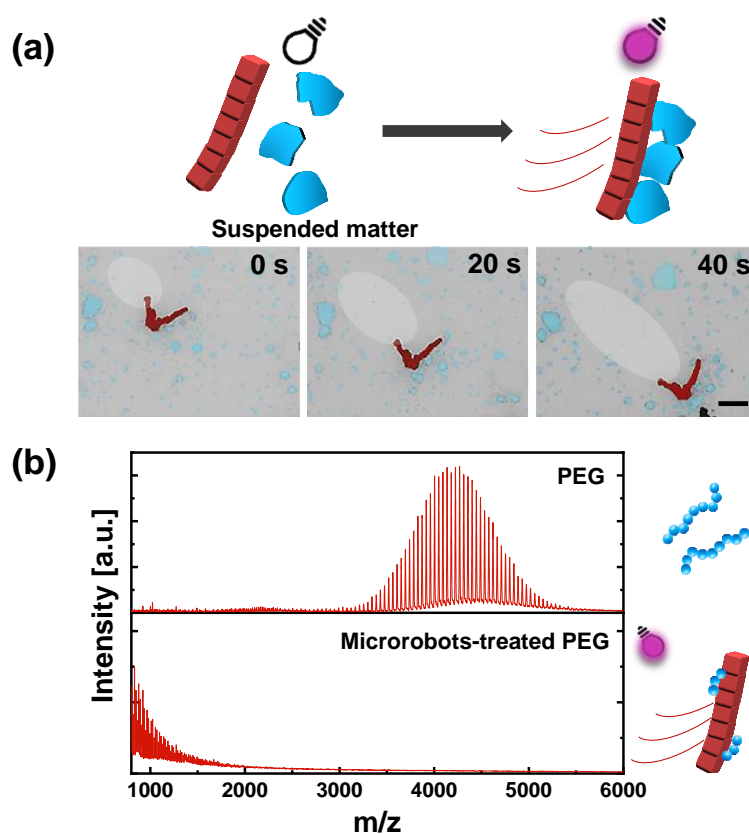 (a)
Suspended matter
0 s
20 s
40 s
(b)
PEG
Microrobots-treated PEG
Intensity [a.u.]
1000 2000 3000 4000 5000 6000
m/z